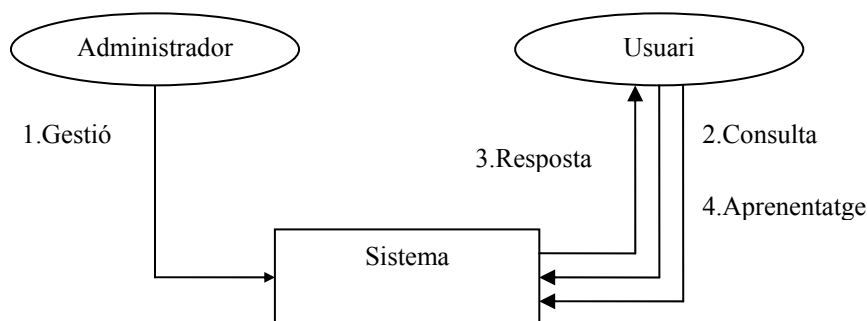 Administrador
Usuari
1.Gestió
2.Consulta
3.Resposta
4.Aprenentatge
Sistema